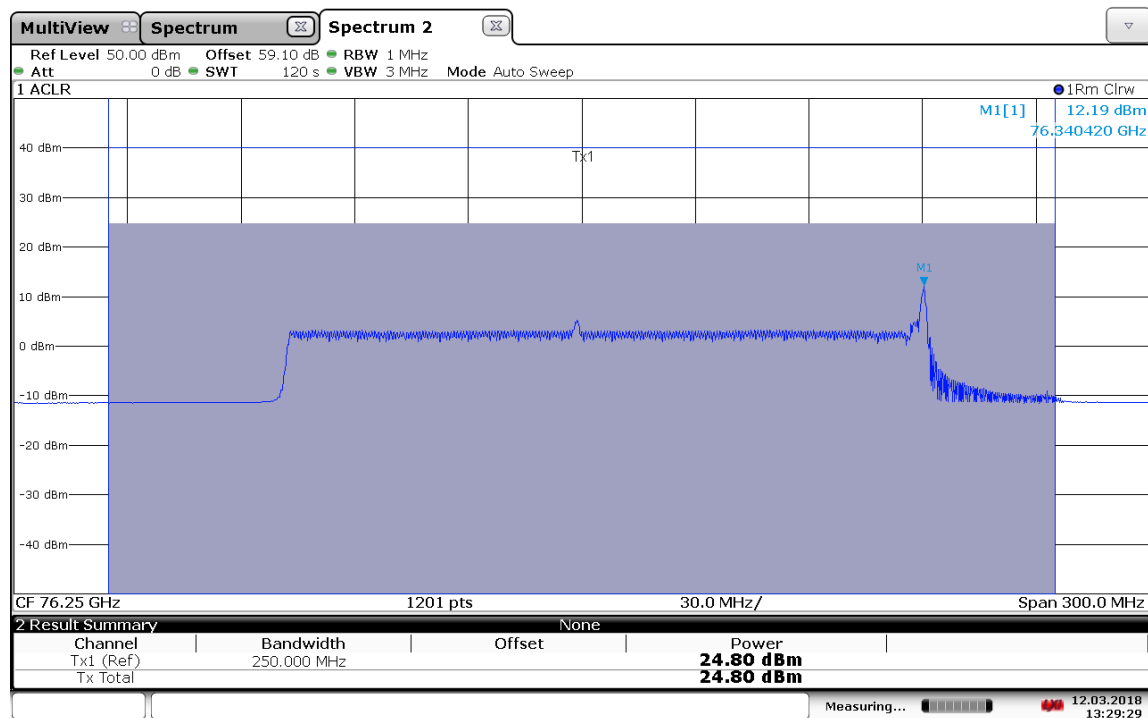 MultiView Spectrum Spectrum 2
Ref Level 50.00 dBm Offset 59.10 dB RBW 1 MHz
Att 0 dB SWT 120 s VBW 3 MHz Mode Auto Sweep
1 ACLR 1Rm Clrw
M1[1] 12.19 dBm
76.340420 GHz
40 dBm
Tx1
30 dBm
20 dBm
M1
10 dBm
0 dBm
-10 dBm
-20 dBm
-30 dBm
-40 dBm
CF 76.25 GHz 1201 pts 30.0 MHz/ Span 300.0 MHz
2 Result Summary None
Channel Bandwidth Offset Power
Tx1 (Ref) 250.000 MHz 24.80 dBm
Tx Total 24.80 dBm
Measuring... 12.03.2018
13:29:29